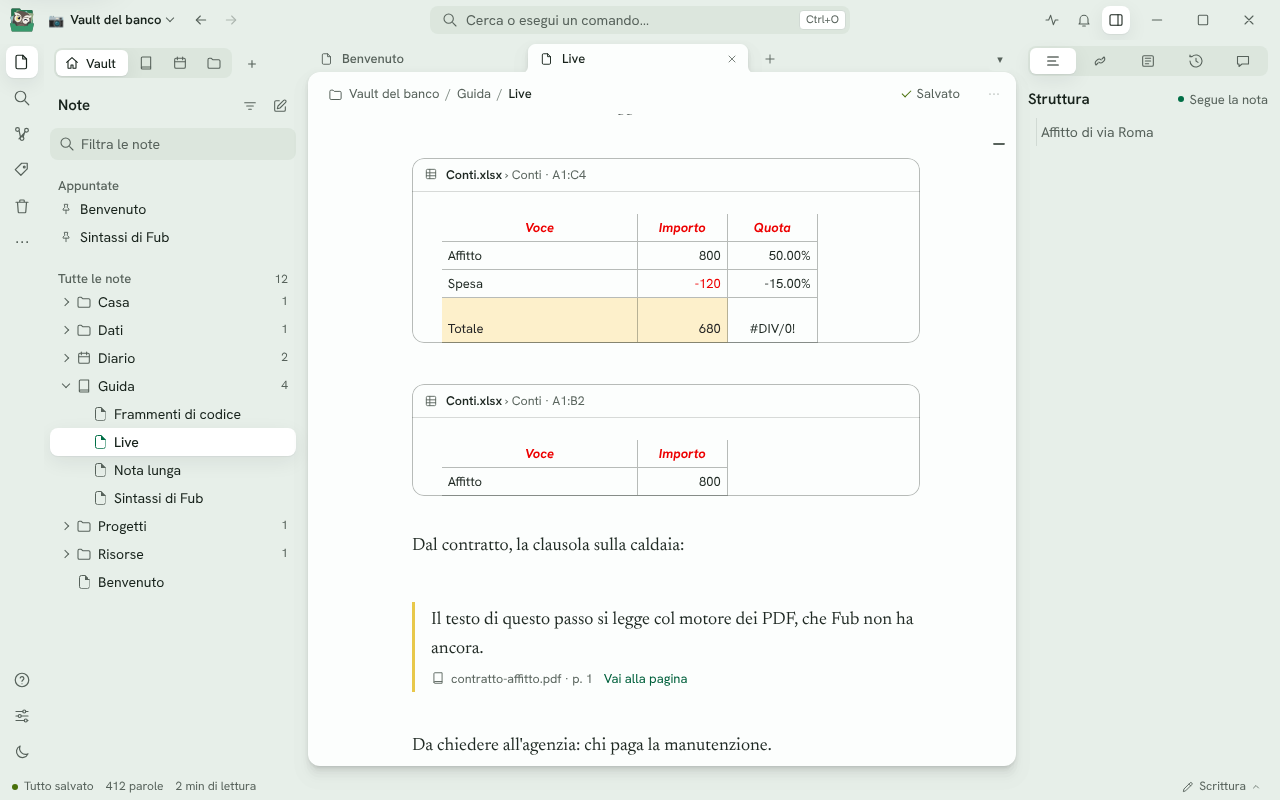 Vault del banco
Cerca o esegui un comando…
Ctrl+O
Vault
Note
Filtra le note
Appuntate
Benvenuto
Sintassi di Fub
Tutte le note 12
Casa 1
Dati 1
Diario 2
Guida 4
Frammenti di codice
Live
Nota lunga
Sintassi di Fub
Progetti 1
Risorse 1
Benvenuto
Benvenuto
Live
Vault del banco / Guida / Live
Salvato
Conti.xlsx › Conti · A1:C4
Voce Importo Quota
Affitto 800 50.00%
Spesa -120 -15.00%
Totale 680 #DIV/0!
Conti.xlsx › Conti · A1:B2
Voce Importo
Affitto 800
Dal contratto, la clausola sulla caldaia:
Il testo di questo passo si legge col motore dei PDF, che Fub non ha
ancora.
contratto-affitto.pdf · p. 1 Vai alla pagina
Da chiedere all'agenzia: chi paga la manutenzione.
Struttura
Segue la nota
Affitto di via Roma
Tutto salvato 412 parole 2 min di lettura
Scrittura